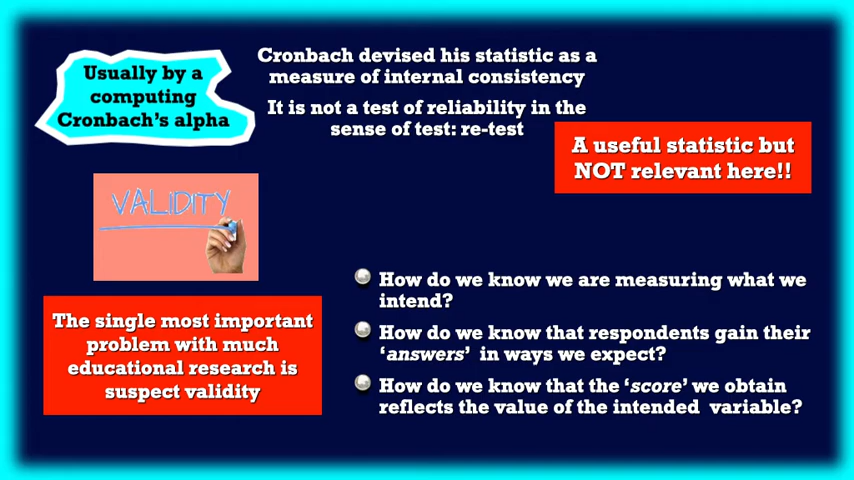 Usually by a
computing
Cronbach's alpha
Cronbach devised his statistic as a
measure of internal consistency
It is not a test of reliability in the
sense of test: re-test
A useful statistic but
NOT relevant here!!
VALIDITY
The single most important
problem with much
educational research is
suspect validity
How do we know we are measuring what we
intend?
How do we know that respondents gain their
'answers' in ways we expect?
How do we know that the 'score' we obtain
reflects the value of the intended variable?